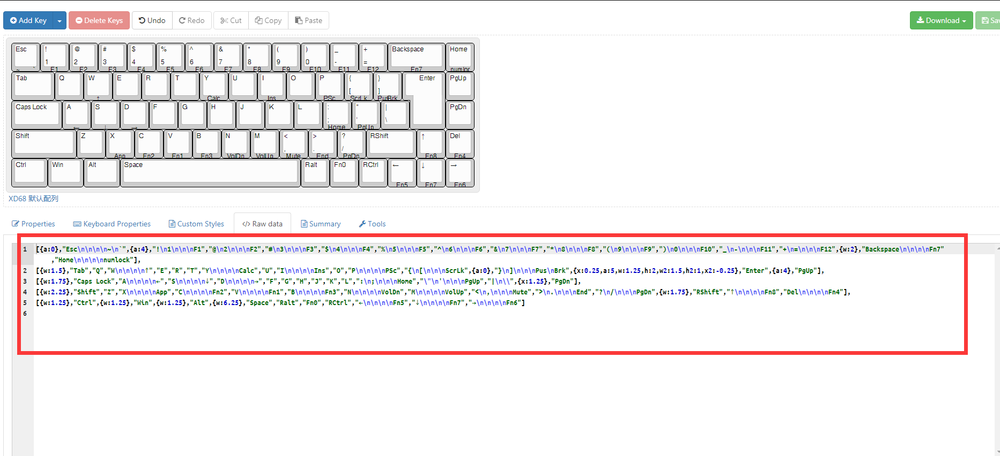 Add Key Delete Keys Undo Redo Cut Copy Paste Download Sav
Esc ! @ # $ % ^ & * ( ) _ + Backspace Home
1 2 3 4 5 6 7 8 9 0 - =
~ ` F1 F2 F3 F4 F5 F6 F7 F8 F9 F10 F11 F12 Fn7 numloc
Tab Q W E R T Y U I O P { } Enter PgUp
[ ]
↑ Calc Ins PSc ScrLk Pus Brk
Caps Lock A S D F G H J K L : " | PgDn
; ' \
← ↓ → Home PgUp
Shift Z X C V B N M < > ? RShift ↑ Del
, . /
App Fn2 Fn1 Fn3 VolDn VolUp Mute End PgDn Fn8 Fn4
Ctrl Win Alt Space Ralt Fn0 RCtrl ← ↓ →
Fn5 Fn7 Fn6
XD68 默认配列
Properties Keyboard Properties Custom Styles </> Raw data Summary Tools
1 [{a:0},"Esc\n\n\n\n~\n`",{a:4},"!\n1\n\n\nF1","@\n2\n\n\nF2","#\n3\n\n\nF3","$\n4\n\n\nF4","%\n5\n\n\nF5","^\n6\n\n\nF6","&\n7\n\n\nF7","*\n8\n\n\nF8","(\n9\n\n\nF9",")\n0\n\n\nF10","_\n-\n\n\nF11","+\n=\n\n\nF12",{w:2},"Backspace\n\n\n\nFn7"
,"Home\n\n\n\nnumlock"],
2 [{w:1.5},"Tab","Q","W\n\n\n\n↑","E","R","T","Y\n\n\n\nCalc","U","I\n\n\n\nIns","O","P\n\n\n\nPSc","{\n[\n\n\nScrLk",{a:0},"}\n]\n\n\nPus\nBrk",{x:0.25,a:5,w:1.25,h:2,w2:1.5,h2:1,x2:-0.25},"Enter",{a:4},"PgUp"],
3 [{w:1.75},"Caps Lock","A\n\n\n\n←","S\n\n\n\n↓","D\n\n\n\n→","F","G","H","J","K","L",":\n;\n\n\nHome","\"\n'\n\n\nPgUp","|\n\\",{x:1.25},"PgDn"],
4 [{w:2.25},"Shift","Z","X\n\n\n\nApp","C\n\n\n\nFn2","V\n\n\n\nFn1","B\n\n\n\nFn3","N\n\n\n\nVolDn","M\n\n\n\nVolUp","<\n,\n\n\nMute",">\n.\n\n\nEnd","?\n/\n\n\nPgDn",{w:1.75},"RShift","↑\n\n\n\nFn8","Del\n\n\n\nFn4"],
5 [{w:1.25},"Ctrl",{w:1.25},"Win",{w:1.25},"Alt",{w:6.25},"Space","Ralt","Fn0","RCtrl","←\n\n\n\nFn5","↓\n\n\n\nFn7","→\n\n\n\nFn6"]
6